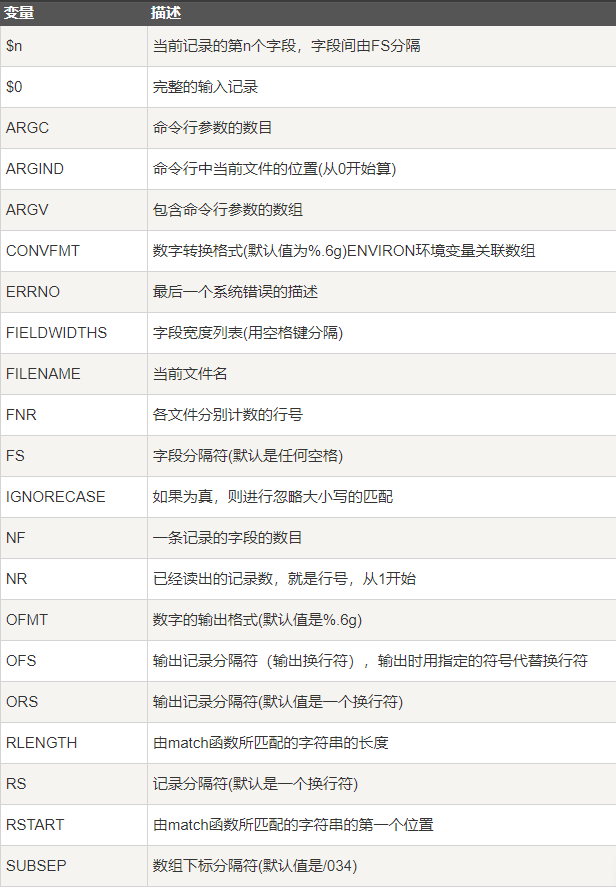 变量 描述
$n 当前记录的第n个字段，字段间由FS分隔
$0 完整的输入记录
ARGC 命令行参数的数目
ARGIND 命令行中当前文件的位置(从0开始算)
ARGV 包含命令行参数的数组
CONVFMT 数字转换格式(默认值为%.6g)ENVIRON环境变量关联数组
ERRNO 最后一个系统错误的描述
FIELDWIDTHS 字段宽度列表(用空格键分隔)
FILENAME 当前文件名
FNR 各文件分别计数的行号
FS 字段分隔符(默认是任何空格)
IGNORECASE 如果为真，则进行忽略大小写的匹配
NF 一条记录的字段的数目
NR 已经读出的记录数，就是行号，从1开始
OFMT 数字的输出格式(默认值是%.6g)
OFS 输出记录分隔符（输出换行符），输出时用指定的符号代替换行符
ORS 输出记录分隔符(默认值是一个换行符)
RLENGTH 由match函数所匹配的字符串的长度
RS 记录分隔符(默认是一个换行符)
RSTART 由match函数所匹配的字符串的第一个位置
SUBSEP 数组下标分隔符(默认值是/034)